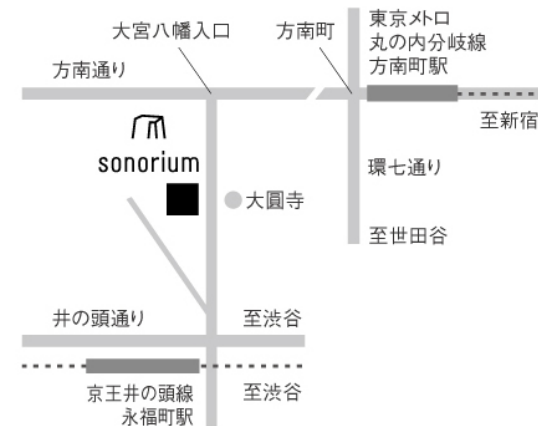 東京メトロ
丸の内分岐線
方南町駅
大宮八幡入口
方南町
方南通り
至新宿
sonorium
環七通り
大圓寺
至世田谷
井の頭通り
至渋谷
京王井の頭線
永福町駅
至渋谷